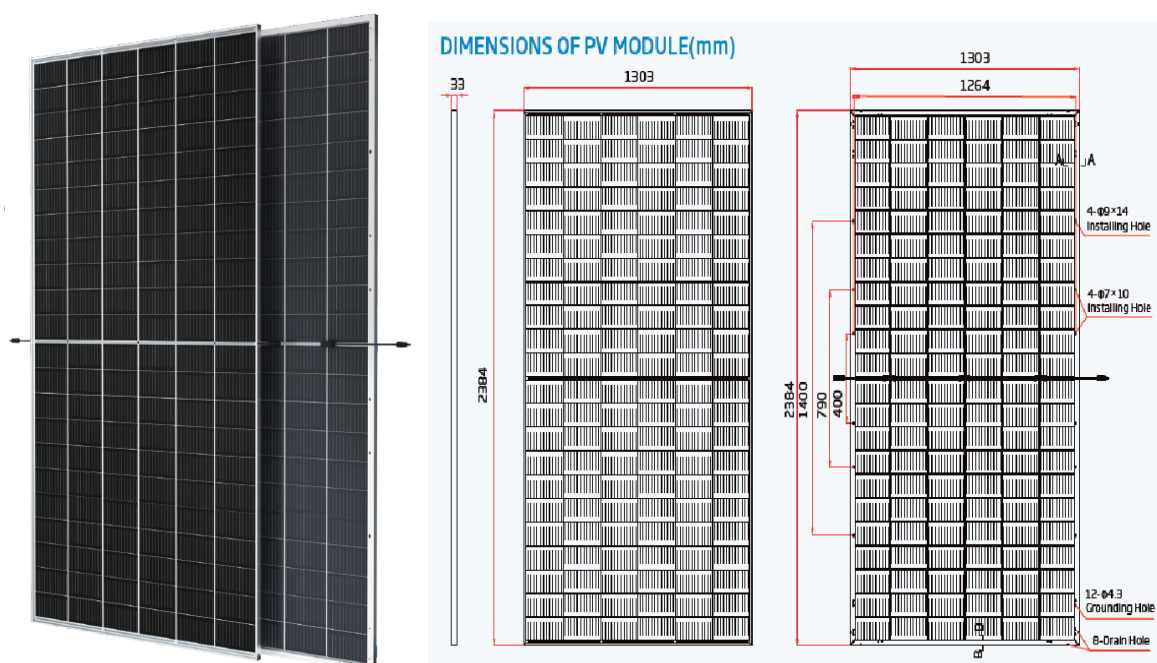 DIMENSIONS OF PV MODULE(mm)
33
1303
2384
1303
1264
A
A
4-Φ9×14
Installing Hole
4-Φ7×10
Installing Hole
2384
1400
790
400
12-Φ4.3
Grounding Hole
B
B
8-Drain Hole